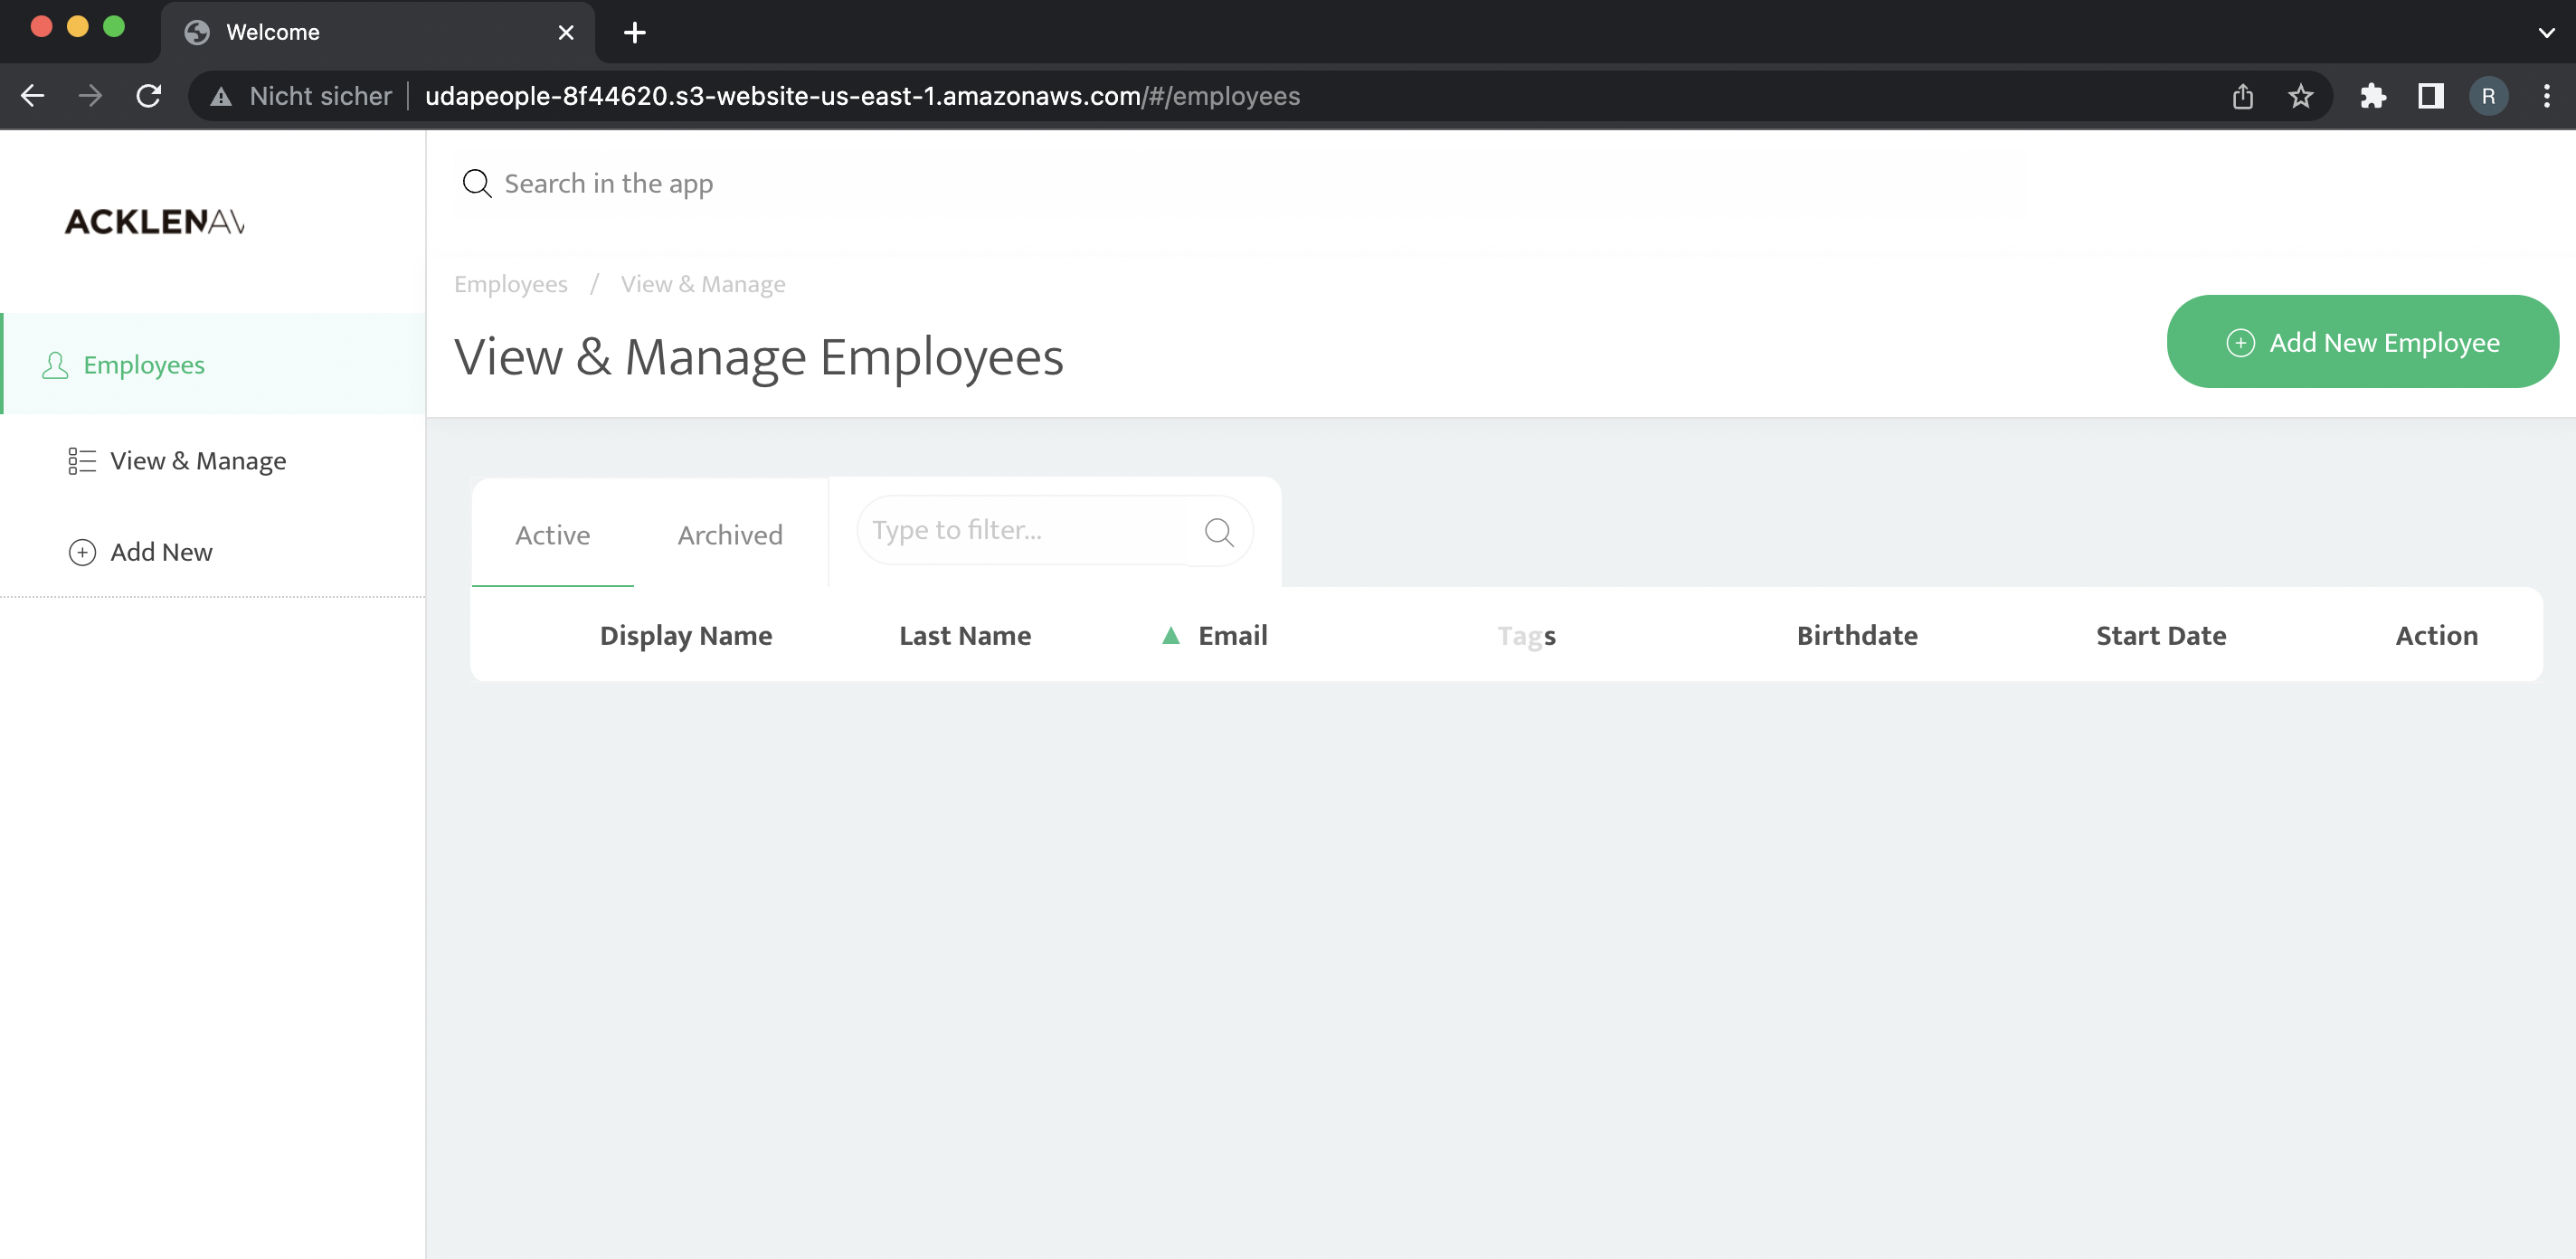 Welcome
Nicht sicher
udapeople-8f44620.s3-website-us-east-1.amazonaws.com/#/employees
R
ACKLENAV
Search in the app
Employees / View & Manage
View & Manage Employees
Add New Employee
Employees
View & Manage
Add New
Active
Archived
Type to filter...
Display Name
Last Name
Email
Tags
Birthdate
Start Date
Action